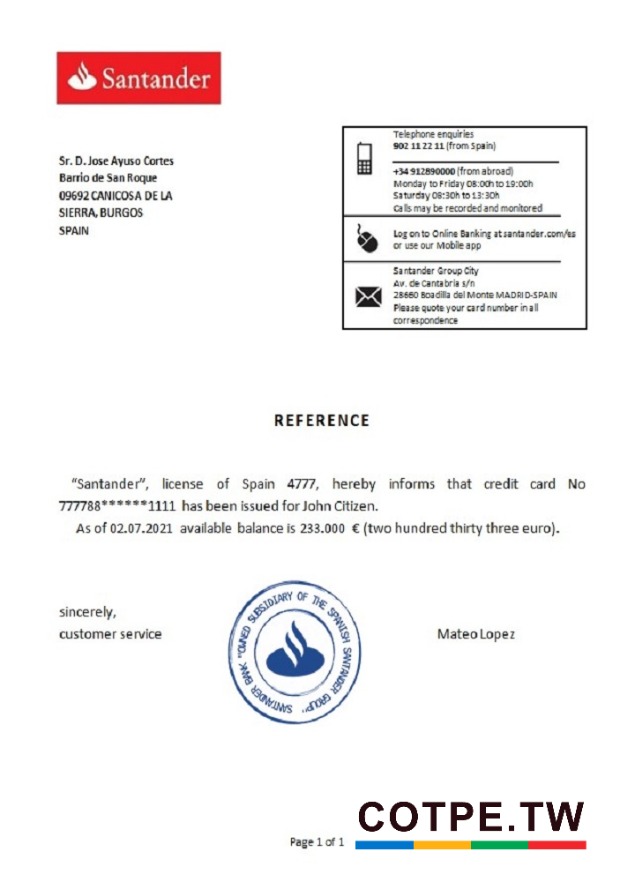 Santander
Sr. D. Jose Ayuso Cortes
Barrio de San Roque
09692 CANICOSA DE LA
SIERRA, BURGOS
SPAIN
Telephone enquiries
902 11 22 11 (from Spain)
+34 912890000 (from abroad)
Monday to Friday 08:00h to 19:00h
Saturday 08:30h to 13:30h
Calls may be recorded and monitored
Log on to Online Banking at santander.com/es
or use our Mobile app
Santander Group City
Av. de Cantabria s/n
28660 Boadilla del Monte MADRID-SPAIN
Please quote your card number in all
correspondence
REFERENCE
“Santander”, license of Spain 4777, hereby informs that credit card No
777788******1111 has been issued for John Citizen.
As of 02.07.2021 available balance is 233.000 € (two hundred thirty three euro).
sincerely,
customer service
SANTANDER BANK "OWNED SUBSIDIARY OF THE SPANISH SANTANDER GROUP"
Mateo Lopez
Page 1 of 1
COTPE.TW